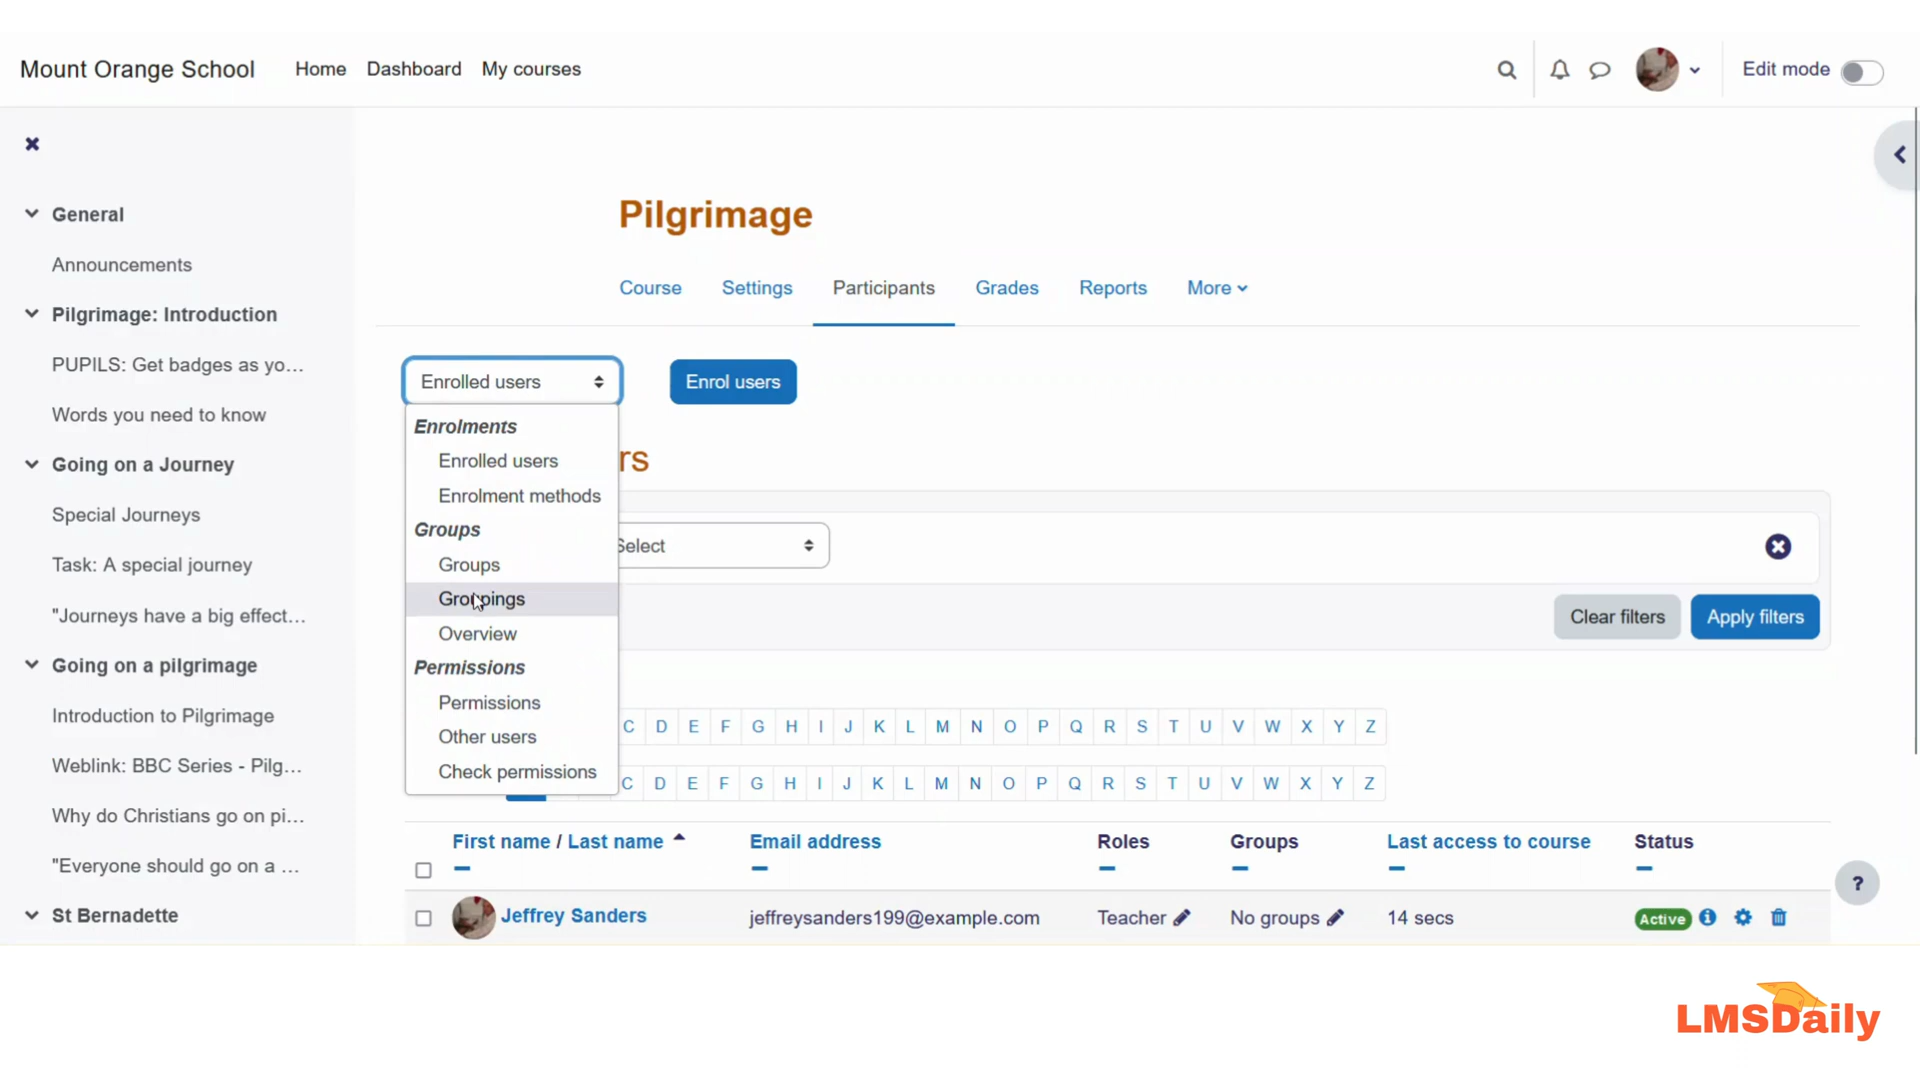 Mount Orange School Home Dashboard My courses Edit mode
General
Announcements
Pilgrimage: Introduction
PUPILS: Get badges as yo...
Words you need to know
Going on a Journey
Special Journeys
Task: A special journey
"Journeys have a big effect...
Going on a pilgrimage
Introduction to Pilgrimage
Weblink: BBC Series - Pilg...
Why do Christians go on pi...
"Everyone should go on a ...
St Bernadette
Pilgrimage
Course Settings Participants Grades Reports More
Enrolled users Enrol users
Enrolments
Enrolled users
Enrolment methods
Groups
Groups
Groupings
Overview
Permissions
Permissions
Other users
Check permissions
rs
Select
Clear filters Apply filters
C D E F G H I J K L M N O P Q R S T U V W X Y Z
C D E F G H I J K L M N O P Q R S T U V W X Y Z
First name / Last name Email address Roles Groups Last access to course Status
Jeffrey Sanders jeffreysanders199@example.com Teacher No groups 14 secs Active
?
LMSDaily